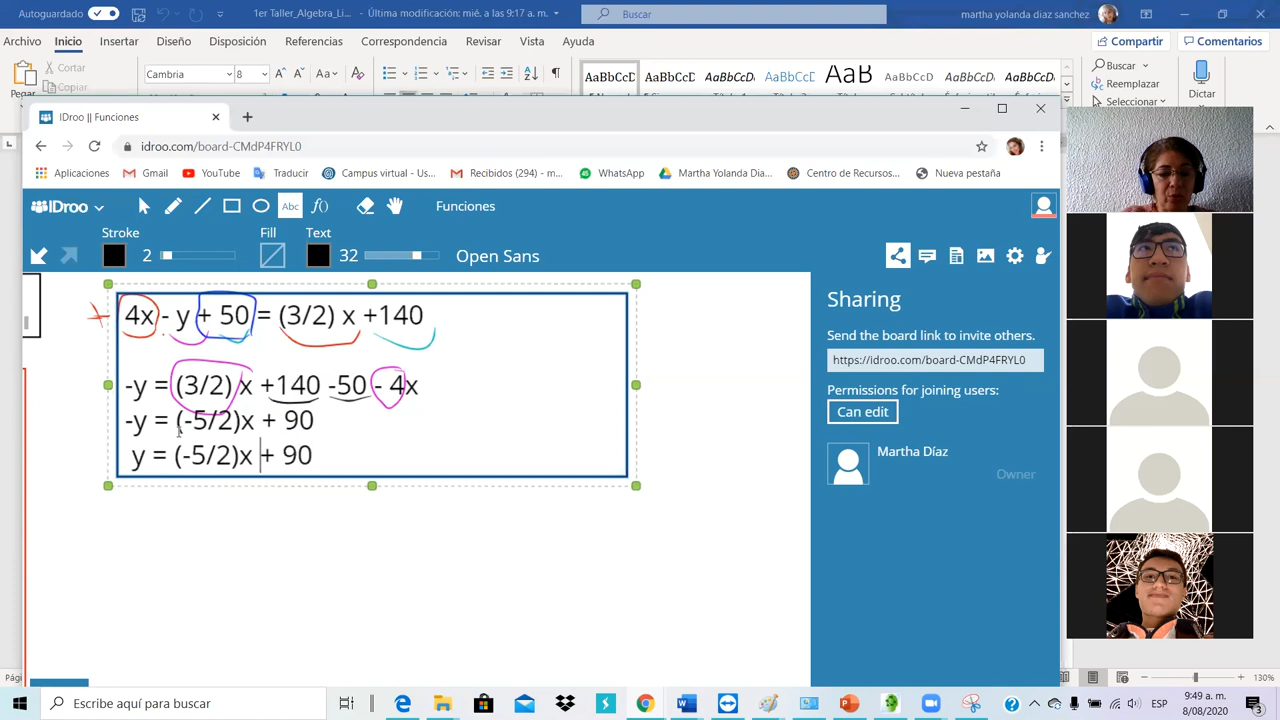 Autoguardado
1er Taller_Algebra_Li...
Última modificación: mié. a las 9:17 a. m.
Buscar
martha yolanda díaz sanchez
Archivo Inicio Insertar Diseño Disposición Referencias Correspondencia Revisar Vista Ayuda
Compartir Comentarios
Cortar
Copiar
Pegar
Cambria 8
AaBbCcD AaBbCcD AaBbCcD AaBbCcD AaB AaBbCcD AaBbCcD
Buscar
Reemplazar
Seleccionar
Dictar
IDroo || Funciones
idroo.com/board-CMdP4FRYL0
Aplicaciones Gmail YouTube Traducir Campus virtual - Us... Recibidos (294) - m... WhatsApp Martha Yolanda Dia... Centro de Recursos... Nueva pestaña
IDroo Abc f() Funciones
Stroke Fill Text
2 32 Open Sans
4x - y + 50 = (3/2) x +140
-y = (3/2) x +140 -50 - 4x
-y = (-5/2)x + 90
y = (-5/2)x + 90
Sharing
Send the board link to invite others.
https://idroo.com/board-CMdP4FRYL0
Permissions for joining users:
Can edit
Martha Díaz
Owner
130%
Escribe aquí para buscar
ESP
9:49 a. m.
8/08/2020
3